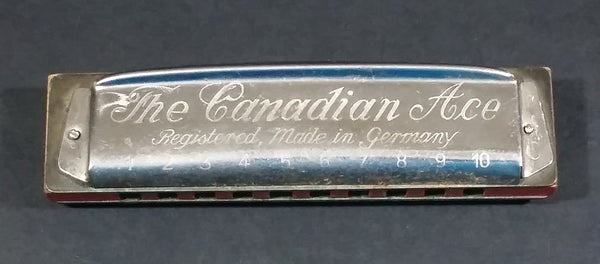 The Canadian Ace
Registered, Made in Germany
1 2 3 4 5 6 7 8 9 10